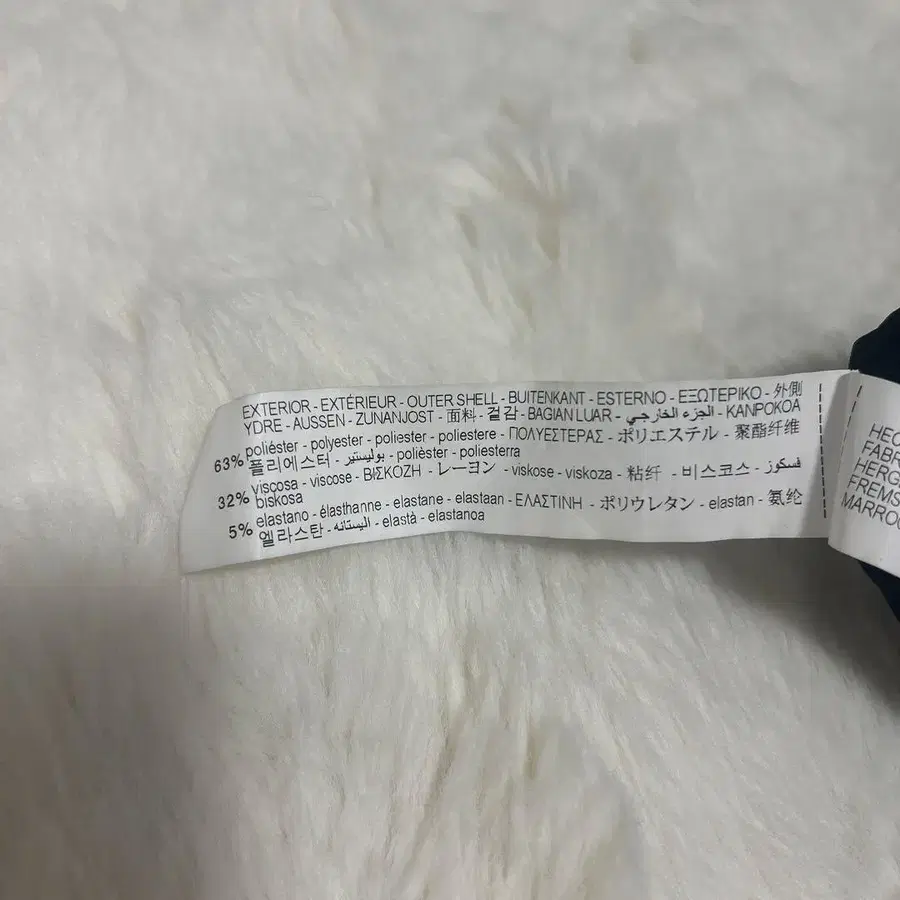 EXTERIOR - EXTÉRIEUR - OUTER SHELL - BUITENKANT - ESTERNO - ΕΞΩΤΕΡΙΚΟ - 外側
YDRE - AUSSEN - ZUNANJOST - 面料 - 겉감 - BAGIAN LUAR - الجزء الخارجي - KANPOKOA
63% poliéster - polyester - poliester - poliestere - ΠΟΛΥΕΣΤΕΡΑΣ - ポリエステル - 聚酯纤维
폴리에스터 - بوليستير - polièster - poliesterra
32% viscosa - viscose - ΒΙΣΚΟΖΗ - レーヨン - viskose - viskoza - 粘纤 - 비스코스 - فسكوز
biskosa
5% elastano - élasthanne - elastane - elastaan - ΕΛΑΣΤΙΝΗ - ポリウレタン - elastan - 氨纶
엘라스탄 - اليستانه - elastà - elastanoa
HEC
FABR
HERG
FREMS
MARROC